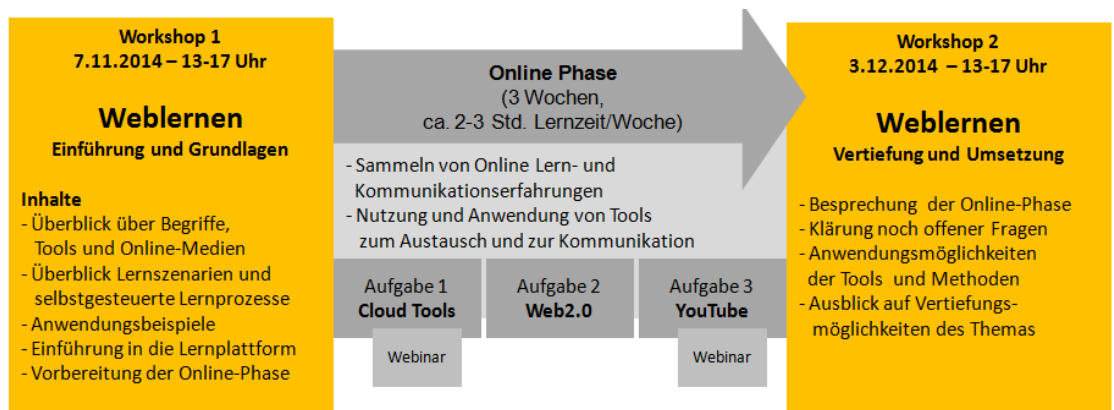 Workshop 1
7.11.2014 – 13-17 Uhr
Weblernen
Einführung und Grundlagen
Inhalte
- Überblick über Begriffe,
Tools und Online-Medien
- Überblick Lernszenarien und
selbstgesteuerte Lernprozesse
- Anwendungsbeispiele
- Einführung in die Lernplattform
- Vorbereitung der Online-Phase
Online Phase
(3 Wochen,
ca. 2-3 Std. Lernzeit/Woche)
- Sammeln von Online Lern- und
Kommunikationserfahrungen
- Nutzung und Anwendung von Tools
zum Austausch und zur Kommunikation
Aufgabe 1
Cloud Tools
Webinar
Aufgabe 2
Web2.0
Aufgabe 3
YouTube
Webinar
Workshop 2
3.12.2014 – 13-17 Uhr
Weblernen
Vertiefung und Umsetzung
- Besprechung der Online-Phase
- Klärung noch offener Fragen
- Anwendungsmöglichkeiten
der Tools und Methoden
- Ausblick auf Vertiefungs-
möglichkeiten des Themas